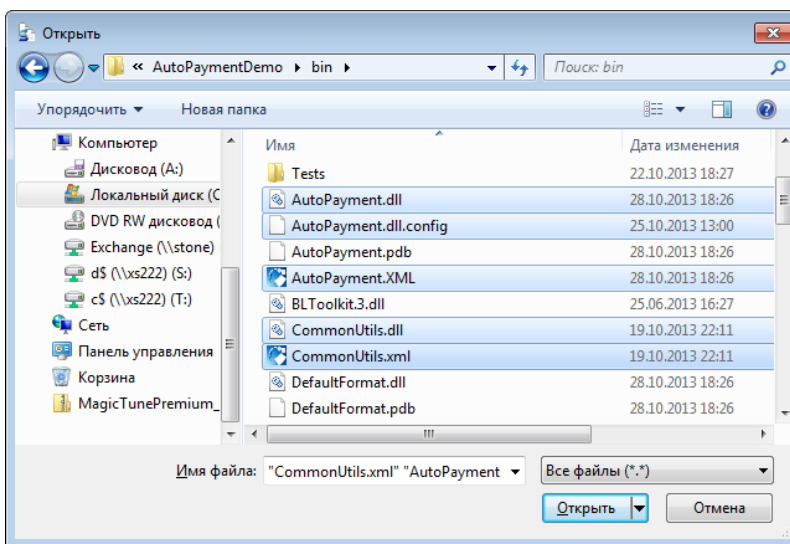 Открыть
« AutoPaymentDemo bin
Поиск: bin
Упорядочить Новая папка
Компьютер
Дисковод (A:)
Локальный диск (C
DVD RW дисковод (
Exchange (\\stone)
d$ (\\xs222) (S:)
c$ (\\xs222) (T:)
Сеть
Панель управления
Корзина
MagicTunePremium_
Имя Дата изменения
Tests 22.10.2013 18:27
AutoPayment.dll 28.10.2013 18:26
AutoPayment.dll.config 25.10.2013 13:00
AutoPayment.pdb 28.10.2013 18:26
AutoPayment.XML 28.10.2013 18:26
BLToolkit.3.dll 25.06.2013 16:27
CommonUtils.dll 19.10.2013 22:11
CommonUtils.xml 19.10.2013 22:11
DefaultFormat.dll 28.10.2013 18:26
DefaultFormat.pdb 28.10.2013 18:26
Имя файла: "CommonUtils.xml" "AutoPayment Все файлы (*.*)
Открыть Отмена